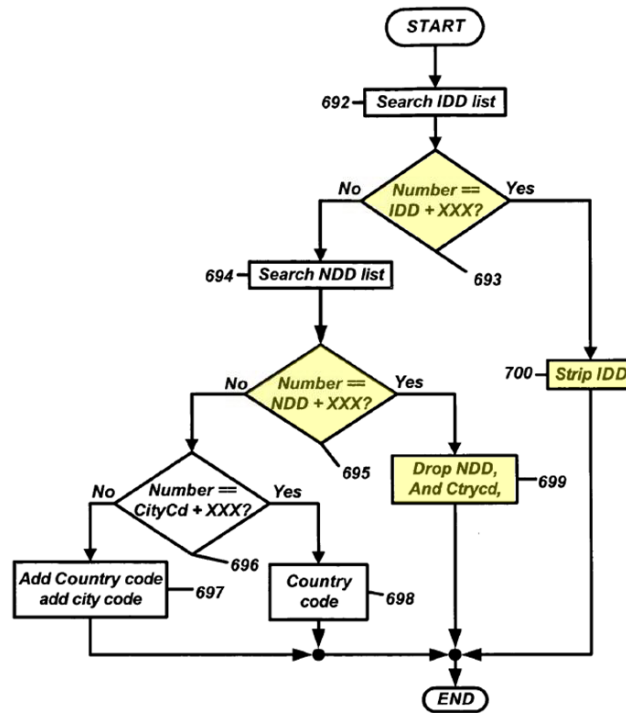 START
692
Search IDD list
No
Number ==
IDD + XXX?
Yes
693
694
Search NDD list
700
Strip IDD
No
Number ==
NDD + XXX?
Yes
695
Drop NDD,
And Ctrycd,
699
No
Number ==
CityCd + XXX?
Yes
696
Add Country code
add city code
697
Country
code
698
END